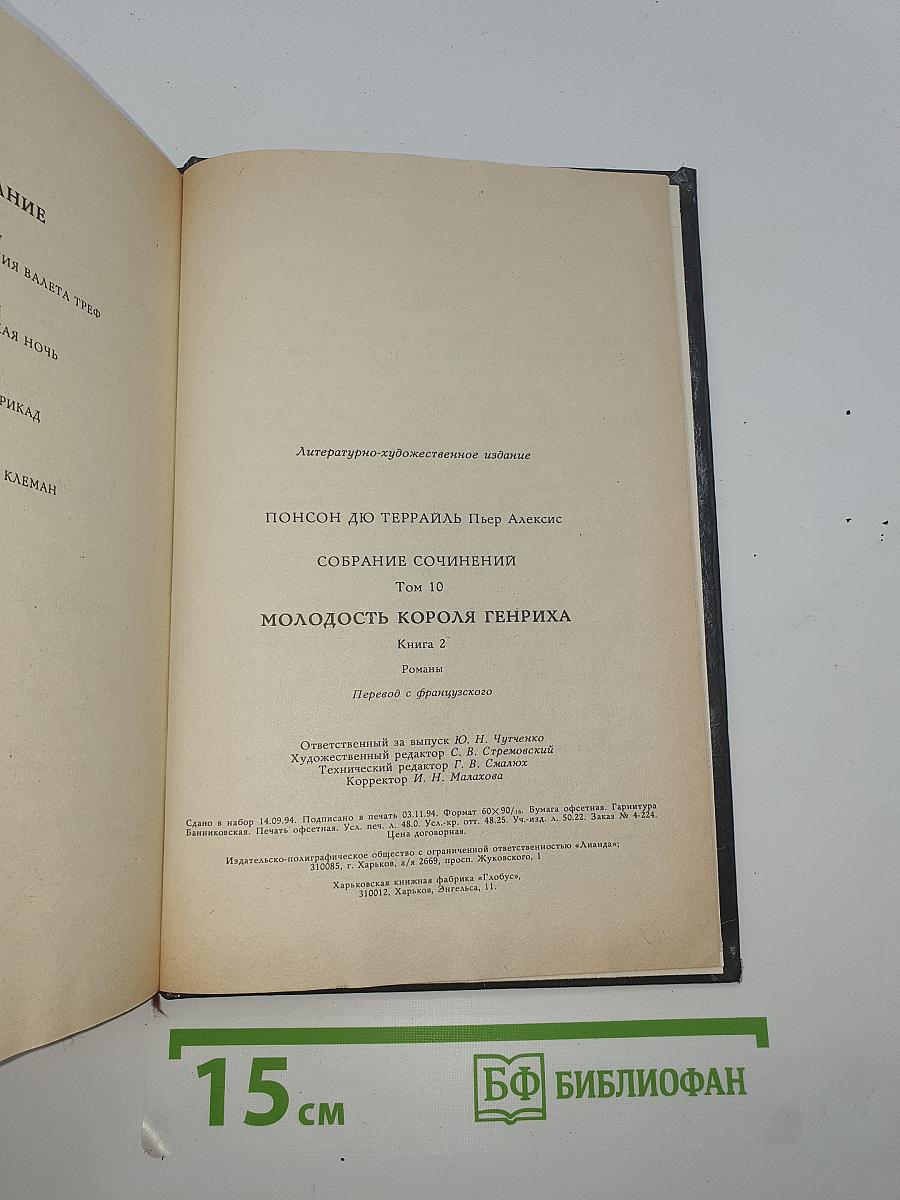 ВАЛЕТА ТРЕФ
НОЧЬ
КЛЕМАН
Литературно-художественное издание
ПОНСОН ДЮ ТЕРРАЙЛЬ Пьер Алексис
СОБРАНИЕ СОЧИНЕНИЙ
Том 10
МОЛОДОСТЬ КОРОЛЯ ГЕНРИХА
Книга 2
Романы
Перевод с французского
Ответственный за выпуск Ю. Н. Чутченко
Художественный редактор С. В. Стремовский
Технический редактор Г. В. Смалюх
Корректор И. Н. Малахова
Сдано в набор 14.09.94. Подписано в печать 03.11.94. Формат 60×90/16. Бумага офсетная. Гарнитура
Банниковская. Печать офсетная. Усл. печ. л. 48.0. Усл.-кр. отт. 48.25. Уч.-изд. л. 50.22. Заказ № 4-224.
Цена договорная.
Издательско-полиграфическое общество с ограниченной ответственностью «Лианда»;
310085, г. Харьков, а/я 2669, просп. Жуковского, 1
Харьковская книжная фабрика «Глобус»,
310012, Харьков, Энгельса, 11.
15 см
БФ БИБЛИОФАН